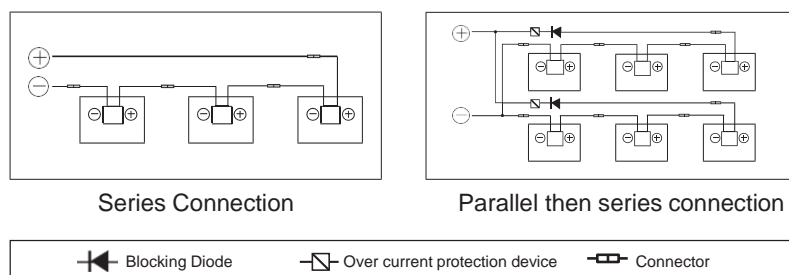 Series Connection
Parallel then series connection
Blocking Diode
Over current protection device
Connector